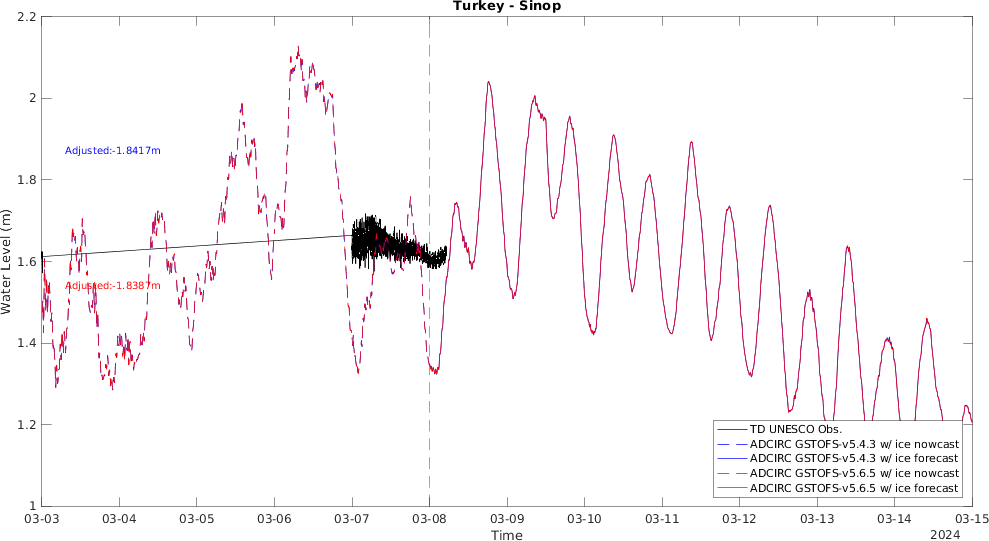 Turkey - Sinop
2.2
2
1.8
1.6
1.4
1.2
1
Water Level (m)
Adjusted:-1.8417m
Adjusted:-1.8387m
TD UNESCO Obs.
ADCIRC GSTOFS-v5.4.3 w/ ice nowcast
ADCIRC GSTOFS-v5.4.3 w/ ice forecast
ADCIRC GSTOFS-v5.6.5 w/ ice nowcast
ADCIRC GSTOFS-v5.6.5 w/ ice forecast
03-03 03-04 03-05 03-06 03-07 03-08 03-09 03-10 03-11 03-12 03-13 03-14 03-15
Time
2024